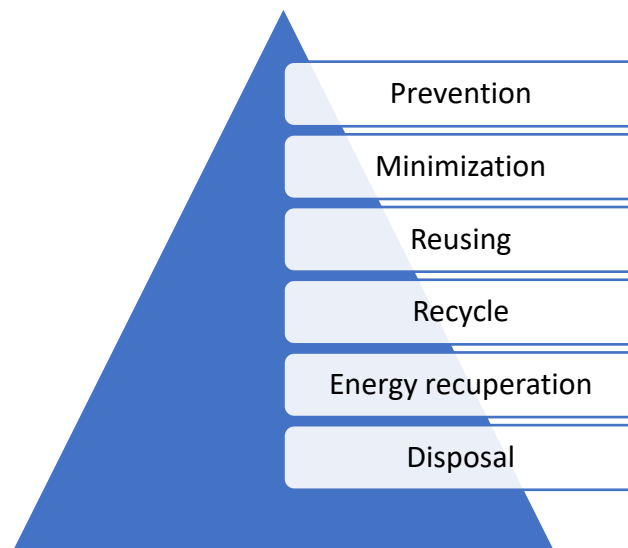 Prevention
Minimization
Reusing
Recycle
Energy recuperation
Disposal